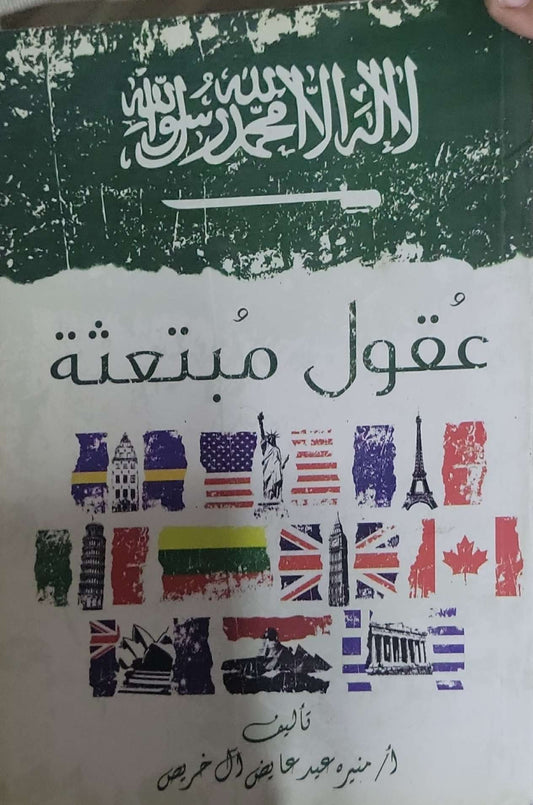 لا إله إلا الله محمد رسول الله
عُقول مُبتعثة
تأليف
أ/ منيره عيد عايض آل خريص